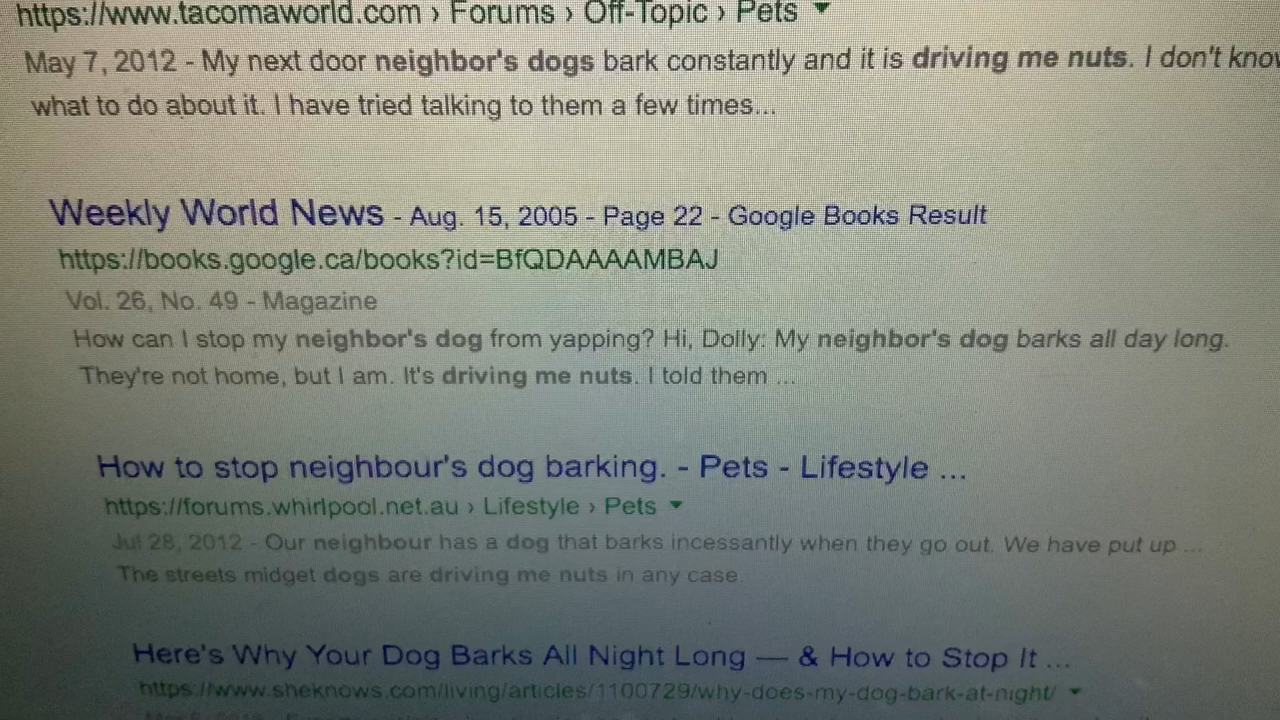 https://www.tacomaworld.com › Forums › Off-Topic › Pets
May 7, 2012 - My next door neighbor's dogs bark constantly and it is driving me nuts. I don't know
what to do about it. I have tried talking to them a few times...
Weekly World News - Aug. 15, 2005 - Page 22 - Google Books Result
https://books.google.ca/books?id=BfQDAAAAMBAJ
Vol. 26, No. 49 - Magazine
How can I stop my neighbor's dog from yapping? Hi, Dolly: My neighbor's dog barks all day long.
They're not home, but I am. It's driving me nuts. I told them ...
How to stop neighbour's dog barking. - Pets - Lifestyle ...
https://forums.whirlpool.net.au › Lifestyle › Pets
Jul 28, 2012 - Our neighbour has a dog that barks incessantly when they go out. We have put up ...
The streets midget dogs are driving me nuts in any case.
Here's Why Your Dog Barks All Night Long — & How to Stop It ...
https://www.sheknows.com/living/articles/1100729/why-does-my-dog-bark-at-night/